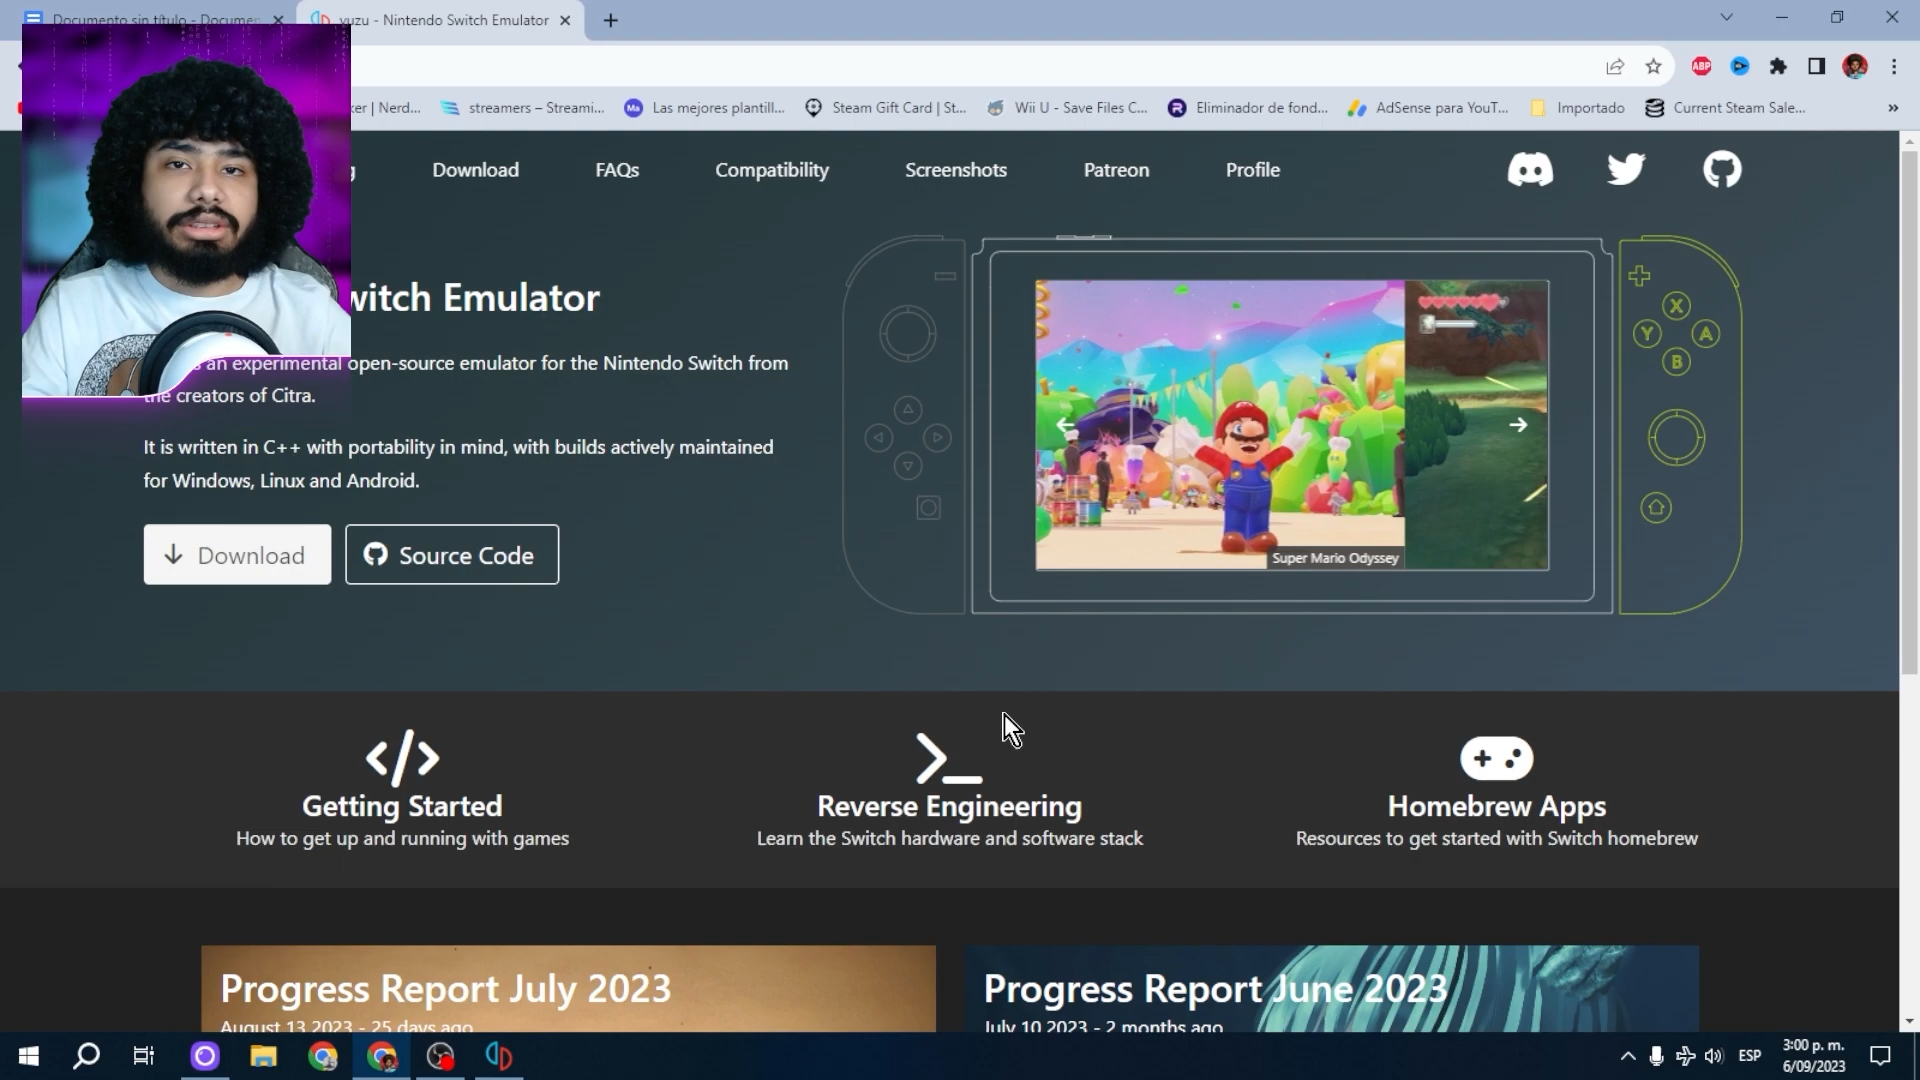 Documento sin título - Documen
yuzu - Nintendo Switch Emulator
ABP
ker | Nerd...
streamers – Streami...
Ma
Las mejores plantill...
Steam Gift Card | St...
Wii U - Save Files C...
Eliminador de fond...
AdSense para YouT...
Importado
Current Steam Sale...
»
g
Download
FAQs
Compatibility
Screenshots
Patreon
Profile
witch Emulator
an experimental open-source emulator for the Nintendo Switch from
the creators of Citra.
It is written in C++ with portability in mind, with builds actively maintained
for Windows, Linux and Android.
Download
Source Code
Super Mario Odyssey
X
Y
A
B
Getting Started
How to get up and running with games
Reverse Engineering
Learn the Switch hardware and software stack
Homebrew Apps
Resources to get started with Switch homebrew
Progress Report July 2023
August 13 2023 - 25 days ago
Progress Report June 2023
July 10 2023 - 2 months ago
ESP
3:00 p. m.
6/09/2023